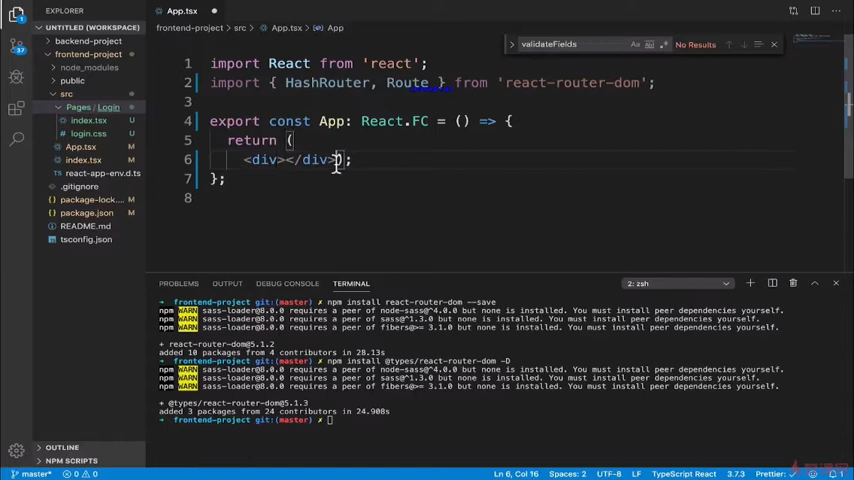 App.tsx
EXPLORER
UNTITLED (WORKSPACE)
backend-project
frontend-project
node_modules
public
src
Pages / Login
index.tsx U
login.css U
App.tsx
index.tsx
react-app-env.d.ts
.gitignore
package-lock....
package.json
README.md
tsconfig.json
OUTLINE
NPM SCRIPTS
1
37
frontend-project > src > App.tsx > App
validateFields
Aa
No Results
1 import React from 'react';
2 import { HashRouter, Route } from 'react-router-dom';
3
4 export const App: React.FC = () => {
5 return (
6 <div></div>);
7 };
8
PROBLEMS OUTPUT DEBUG CONSOLE TERMINAL
2: zsh
➜ frontend-project git:(master) ✗ npm install react-router-dom --save
npm WARN sass-loader@8.0.0 requires a peer of node-sass@^4.0.0 but none is installed. You must install peer dependencies yourself.
npm WARN sass-loader@8.0.0 requires a peer of sass@^1.3.0 but none is installed. You must install peer dependencies yourself.
npm WARN sass-loader@8.0.0 requires a peer of fibers@>= 3.1.0 but none is installed. You must install peer dependencies yourself.
+ react-router-dom@5.1.2
added 10 packages from 4 contributors in 28.13s
➜ frontend-project git:(master) ✗ npm install @types/react-router-dom -D
npm WARN sass-loader@8.0.0 requires a peer of node-sass@^4.0.0 but none is installed. You must install peer dependencies yourself.
npm WARN sass-loader@8.0.0 requires a peer of sass@^1.3.0 but none is installed. You must install peer dependencies yourself.
npm WARN sass-loader@8.0.0 requires a peer of fibers@>= 3.1.0 but none is installed. You must install peer dependencies yourself.
+ @types/react-router-dom@5.1.3
added 3 packages from 24 contributors in 24.908s
➜ frontend-project git:(master) ✗
master* 0 0 Ln 6, Col 16 Spaces: 2 UTF-8 LF TypeScript React 3.7.3 Prettier: ✓ 1